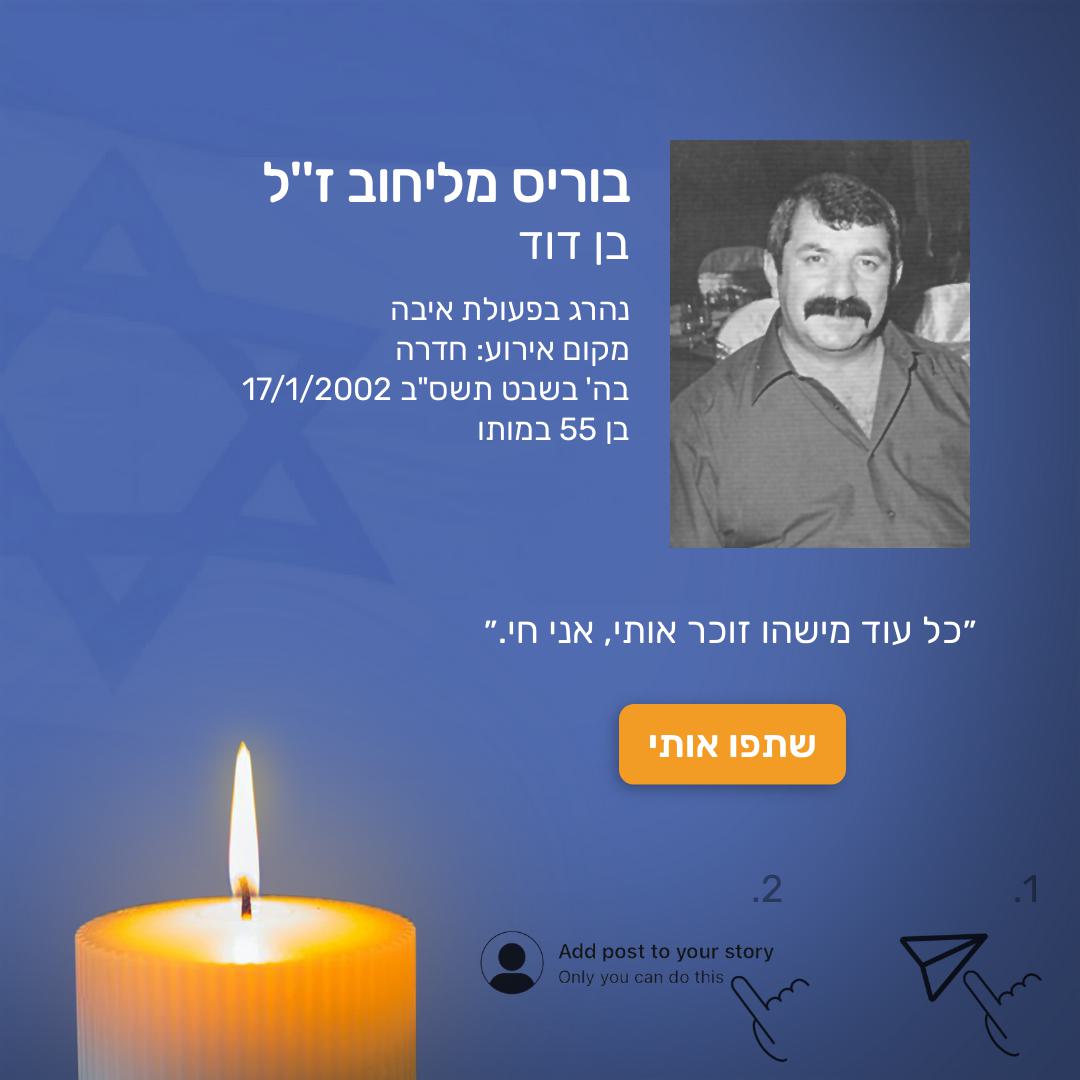 בוריס מליחוב ז"ל
בן דוד
נהרג בפעולת איבה
מקום אירוע: חדרה
בה' בשבט תשס"ב 17/1/2002
בן 55 במותו
״כל עוד מישהו זוכר אותי, אני חי.״
שתפו אותי
.1
.2
Add post to your story
Only you can do this